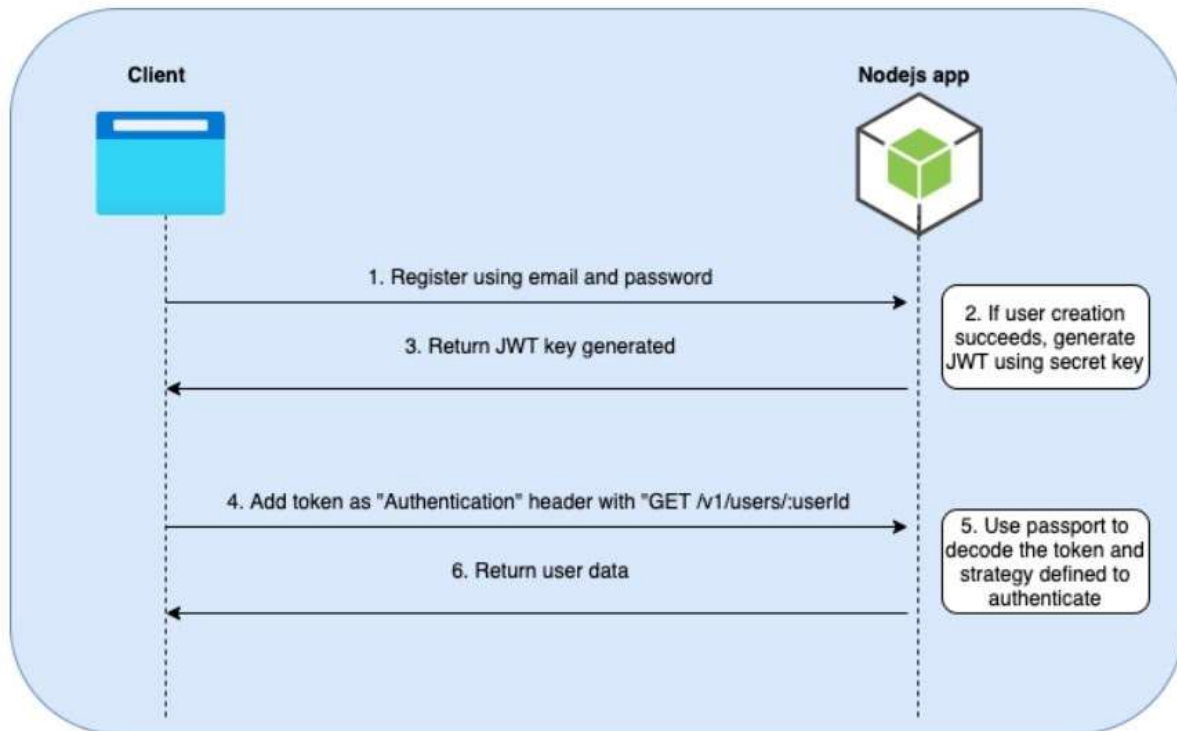 Client
Nodejs app
1. Register using email and password
2. If user creation
succeeds, generate
JWT using secret key
3. Return JWT key generated
4. Add token as "Authentication" header with "GET /v1/users/:userId
5. Use passport to
decode the token and
strategy defined to
authenticate
6. Return user data